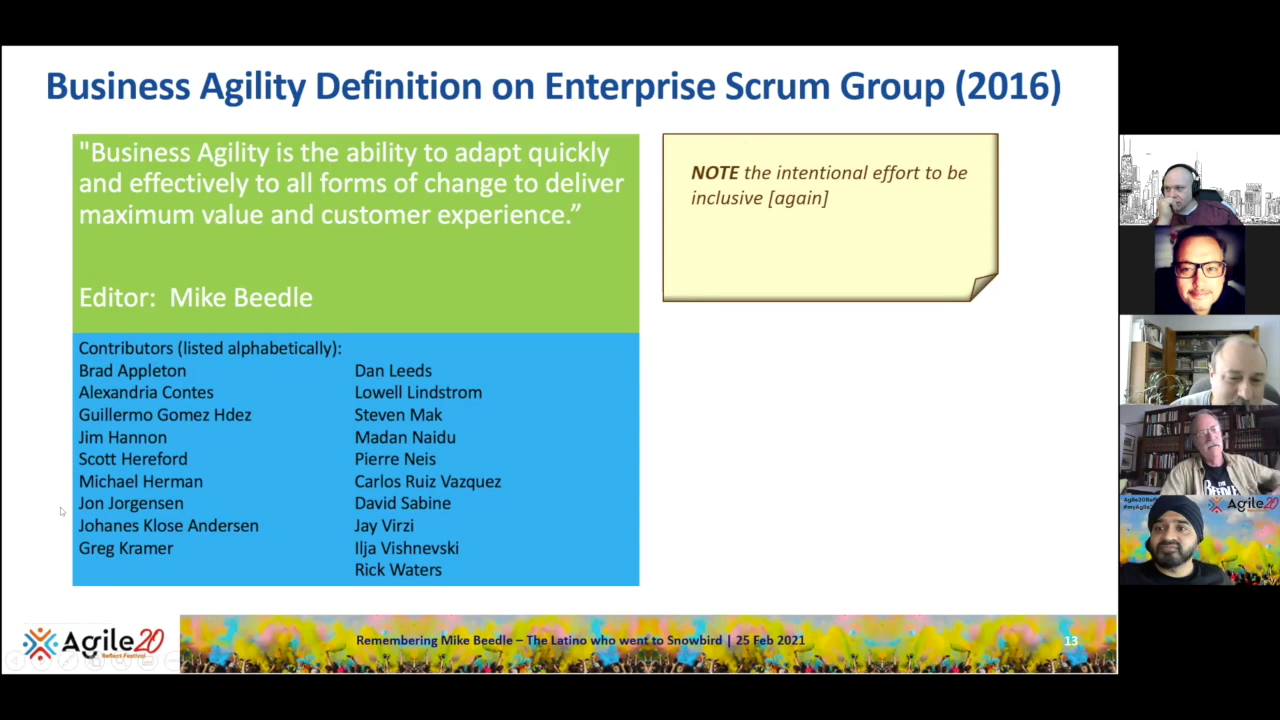 Business Agility Definition on Enterprise Scrum Group (2016)
"Business Agility is the ability to adapt quickly
and effectively to all forms of change to deliver
maximum value and customer experience.”
Editor:  Mike Beedle
NOTE the intentional effort to be
inclusive [again]
Contributors (listed alphabetically):
Brad Appleton
Alexandria Contes
Guillermo Gomez Hdez
Jim Hannon
Scott Hereford
Michael Herman
Jon Jorgensen
Johanes Klose Andersen
Greg Kramer
Dan Leeds
Lowell Lindstrom
Steven Mak
Madan Naidu
Pierre Neis
Carlos Ruiz Vazquez
David Sabine
Jay Virzi
Ilja Vishnevski
Rick Waters
Agile20
Reflect Festival
Remembering Mike Beedle – The Latino who went to Snowbird | 25 Feb 2021
13
THE
BEEDLE
Agile20